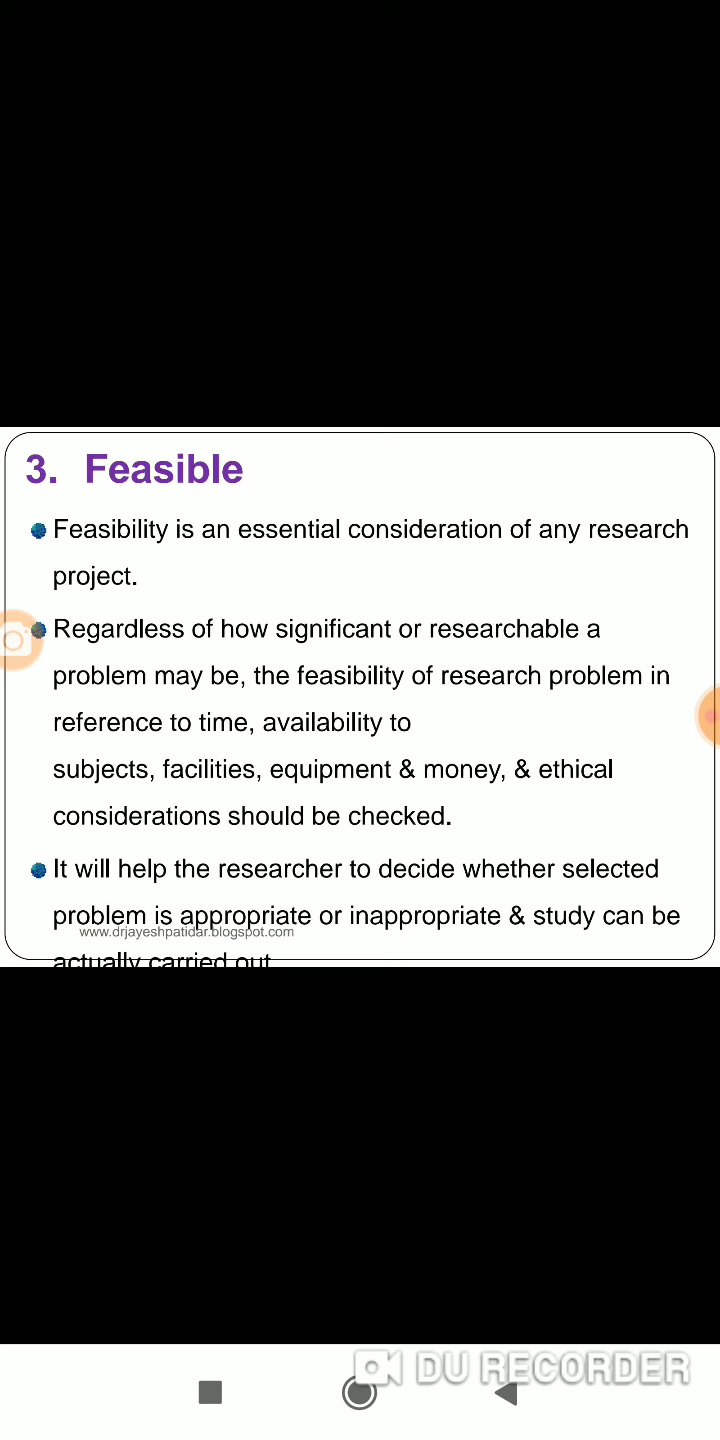 3. Feasible
Feasibility is an essential consideration of any research
project.
Regardless of how significant or researchable a
problem may be, the feasibility of research problem in
reference to time, availability to
subjects, facilities, equipment & money, & ethical
considerations should be checked.
It will help the researcher to decide whether selected
problem is appropriate or inappropriate & study can be
www.drjayeshpatidar.blogspot.com
actually carried out
DU RECORDER